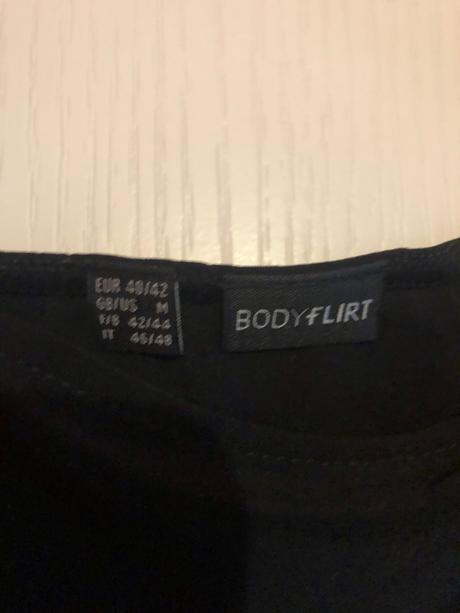 EUR 40/42
GB/US M
F/B 42/44
IT 46/48
BODYFLIRT